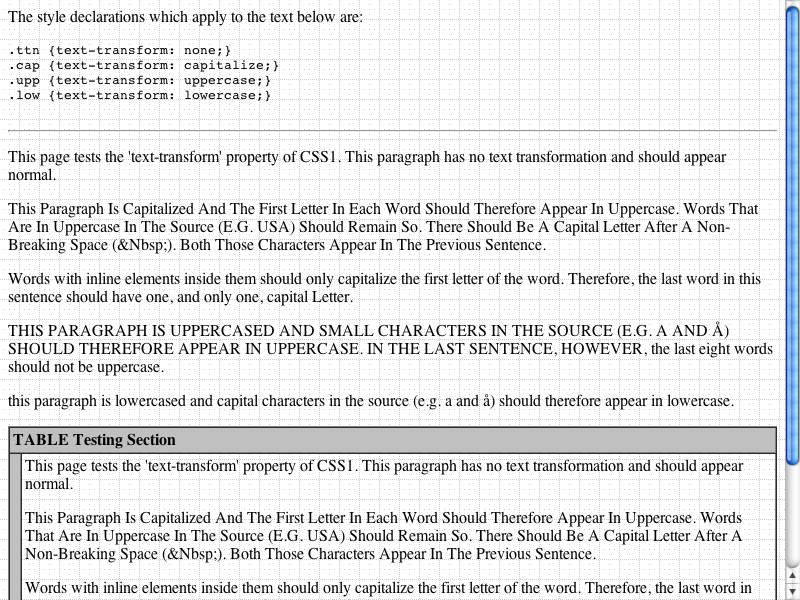 The style declarations which apply to the text below are:
.ttn {text-transform: none;}
.cap {text-transform: capitalize;}
.upp {text-transform: uppercase;}
.low {text-transform: lowercase;}
This page tests the 'text-transform' property of CSS1. This paragraph has no text transformation and should appear
normal.
This Paragraph Is Capitalized And The First Letter In Each Word Should Therefore Appear In Uppercase. Words That
Are In Uppercase In The Source (E.G. USA) Should Remain So. There Should Be A Capital Letter After A Non-
Breaking Space (&Nbsp;). Both Those Characters Appear In The Previous Sentence.
Words with inline elements inside them should only capitalize the first letter of the word. Therefore, the last word in this
sentence should have one, and only one, capital Letter.
THIS PARAGRAPH IS UPPERCASED AND SMALL CHARACTERS IN THE SOURCE (E.G. A AND Å)
SHOULD THEREFORE APPEAR IN UPPERCASE. IN THE LAST SENTENCE, HOWEVER, the last eight words
should not be uppercase.
this paragraph is lowercased and capital characters in the source (e.g. a and å) should therefore appear in lowercase.
TABLE Testing Section
This page tests the 'text-transform' property of CSS1. This paragraph has no text transformation and should appear
normal.
This Paragraph Is Capitalized And The First Letter In Each Word Should Therefore Appear In Uppercase. Words
That Are In Uppercase In The Source (E.G. USA) Should Remain So. There Should Be A Capital Letter After A
Non-Breaking Space (&Nbsp;). Both Those Characters Appear In The Previous Sentence.
Words with inline elements inside them should only capitalize the first letter of the word. Therefore, the last word in